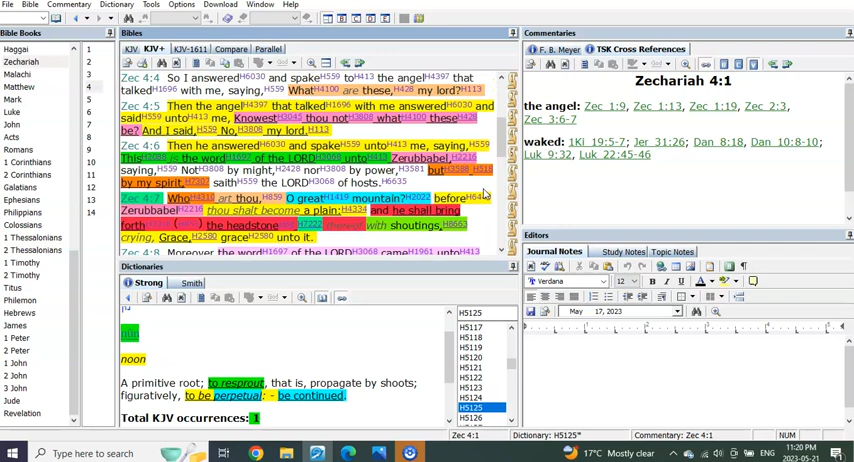 File View Bible Commentary Dictionary Tools Options Download Window Help
Bible Books
Haggai
Zechariah
Malachi
Matthew
Mark
Luke
John
Acts
Romans
1 Corinthians
2 Corinthians
Galatians
Ephesians
Philippians
Colossians
1 Thessalonians
2 Thessalonians
1 Timothy
2 Timothy
Titus
Philemon
Hebrews
James
1 Peter
2 Peter
1 John
2 John
3 John
Jude
Revelation
1
2
3
4
5
6
7
8
9
10
11
12
13
14
Bibles
KJV KJV+ KJV-1611 Compare Parallel
Zec 4:4 So I answered H6030 and spake H559 to H413 the angel H4397 that
talked H1696 with me, saying, H559 What H4100 are these, H428 my lord? H113
Zec 4:5 Then the angel H4397 that talked H1696 with me answered H6030 and
said H559 unto H413 me, Knowest H3045 thou not H3808 what H4100 these H428
be? And I said, H559 No, H3808 my lord. H113
Zec 4:6 Then he answered H6030 and spake H559 unto H413 me, saying, H559
This H2088 is the word H1697 of the LORD H3068 unto H413 Zerubbabel, H2216
saying, H559 Not H3808 by might, H2428 nor H3808 by power, H3581 but H3588 H518
by my spirit, H7307 saith H559 the LORD H3068 of hosts. H6635
Zec 4:7 Who H4310 art thou, H859 O great H1419 mountain? H2022 before
Zerubbabel H2216 thou shalt become a plain: H4334 and he shall bring
forth the headstone H7222 thereof with shoutings, H8663
crying, Grace, H2580 grace H2580 unto it.
Zec 4:8 Moreover the word H1697 of the LORD H3068 came H1961 unto H413
Dictionaries
Strong Smith
H5125
נוּן
nûn
noon
A primitive root; to resprout, that is, propagate by shoots;
figuratively, to be perpetual: - be continued.
Total KJV occurrences: 1
H5117
H5118
H5119
H5120
H5121
H5122
H5123
H5124
H5125
H5126
Commentaries
F. B. Meyer TSK Cross References
Zechariah 4:1
the angel: Zec 1:9, Zec 1:13, Zec 1:19, Zec 2:3,
Zec 3:6-7
waked: 1Ki 19:5-7; Jer 31:26; Dan 8:18, Dan 10:8-10;
Luk 9:32, Luk 22:45-46
Editors
Journal Notes Study Notes Topic Notes
Verdana 12 B I U A
May 17, 2023
Zec 4:1 Dictionary: H5125* Commentary: Zec 4:1 NUM
Type here to search
17°C Mostly clear
ENG
11:20 PM
2023-05-21